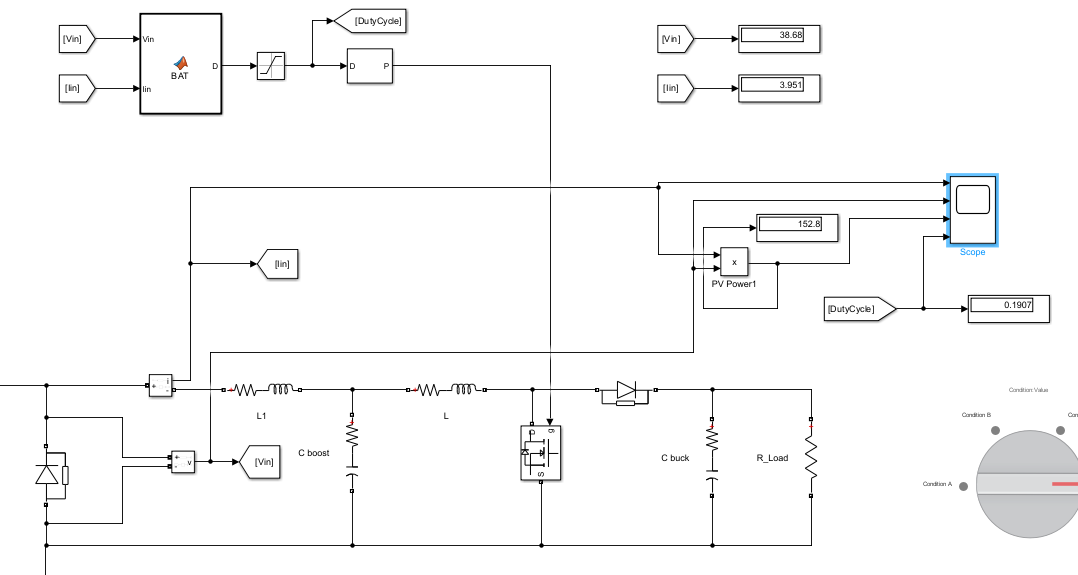 [DutyCycle]
[Vin]
Vin
BAT
D
Iin
[Iin]
D
P
[Vin]
38.68
[Iin]
3.951
152.8
x
PV Power1
Scope
[DutyCycle]
0.1907
[Iin]
+
i
-
L1
L
C boost
[Vin]
+
-
v
g
D
S
C buck
R_Load
Condition Value
Condition B
Con
Condition A